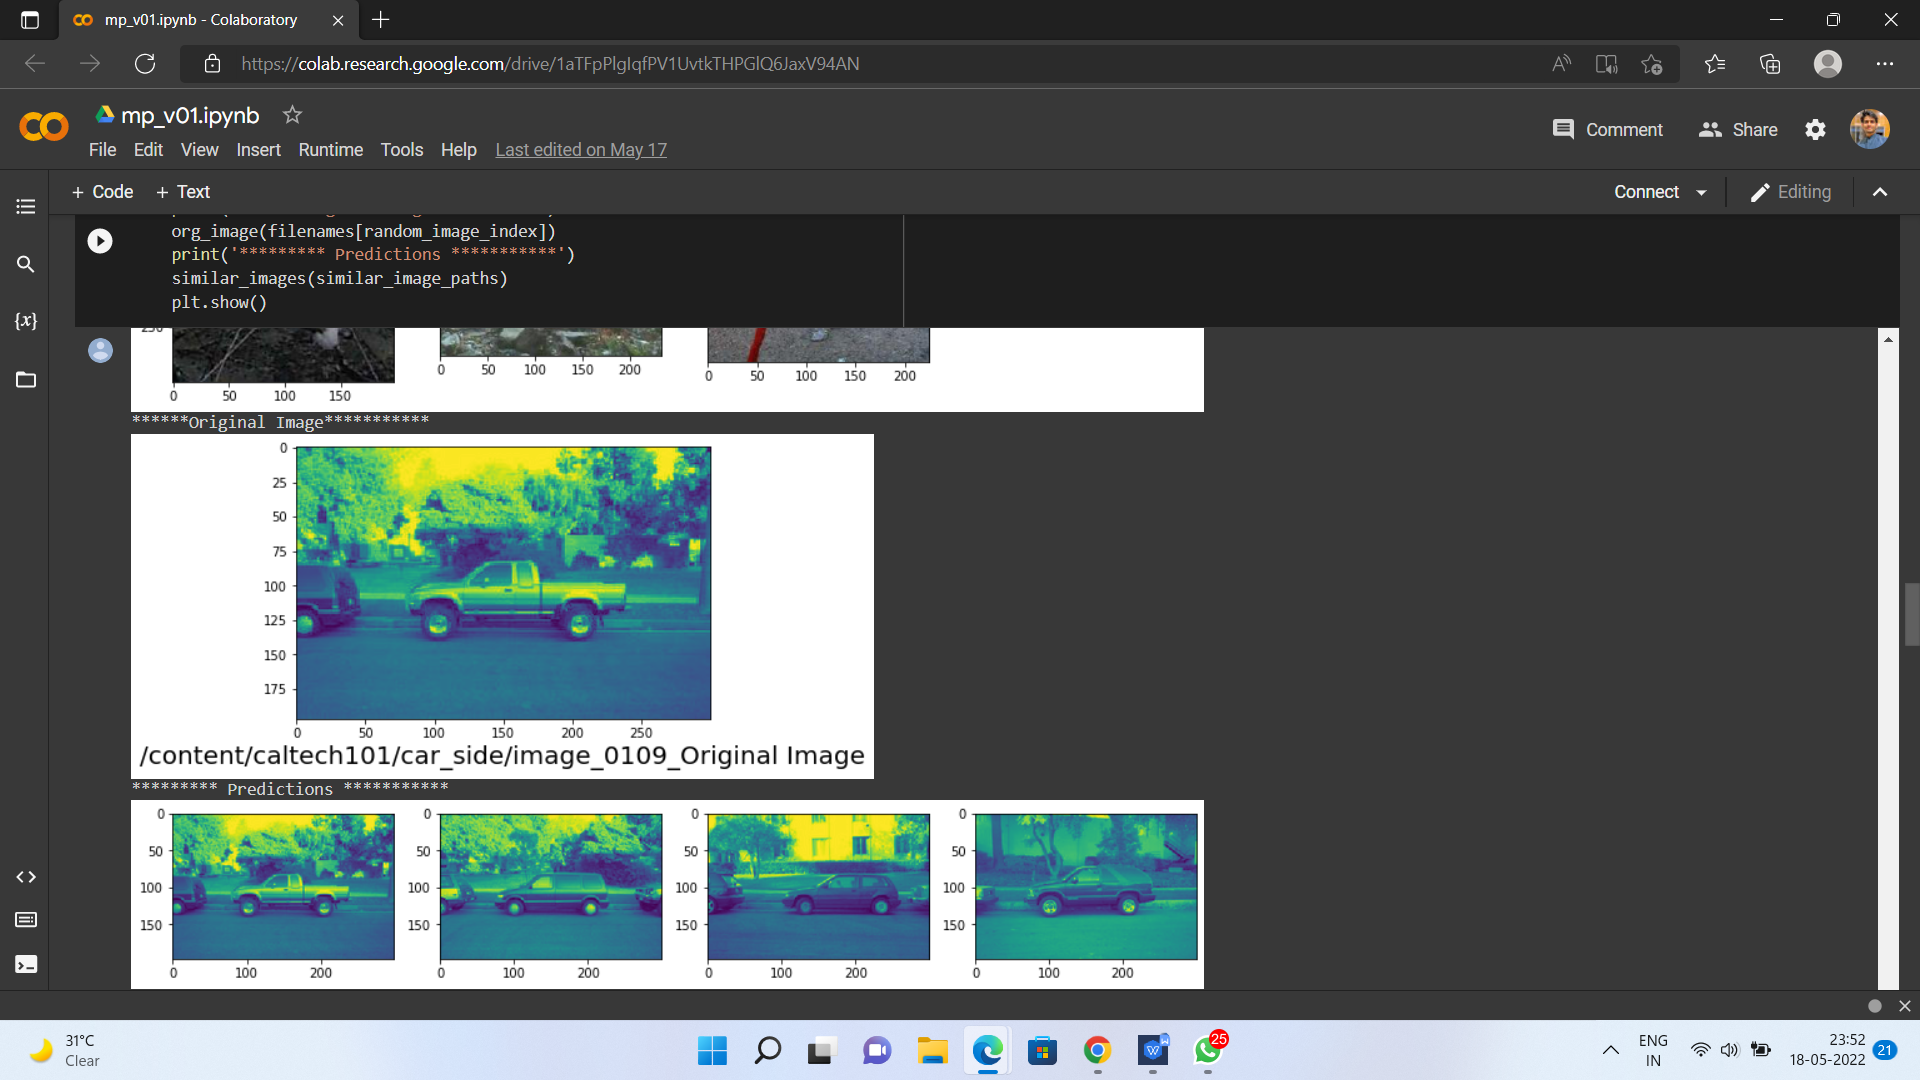 mp_v01.ipynb - Colaboratory
https://colab.research.google.com/drive/1aTFpPlgIqfPV1UvtkTHPGlQ6JaxV94AN
mp_v01.ipynb
Comment
Share
File Edit View Insert Runtime Tools Help Last edited on May 17
+ Code + Text
Connect
Editing
org_image(filenames[random_image_index])
print('********* Predictions ***********')
similar_images(similar_image_paths)
plt.show()
{x}
0 50 100 150
0 50 100 150 200
0 50 100 150 200
******Original Image***********
0
25
50
75
100
125
150
175
0 50 100 150 200 250
/content/caltech101/car_side/image_0109_Original Image
********* Predictions ***********
0 0 0 0
50 50 50 50
100 100 100 100
150 150 150 150
0 100 200 0 100 200 0 100 200 0 100 200
31°C
Clear
25
ENG
IN
23:52
18-05-2022
21